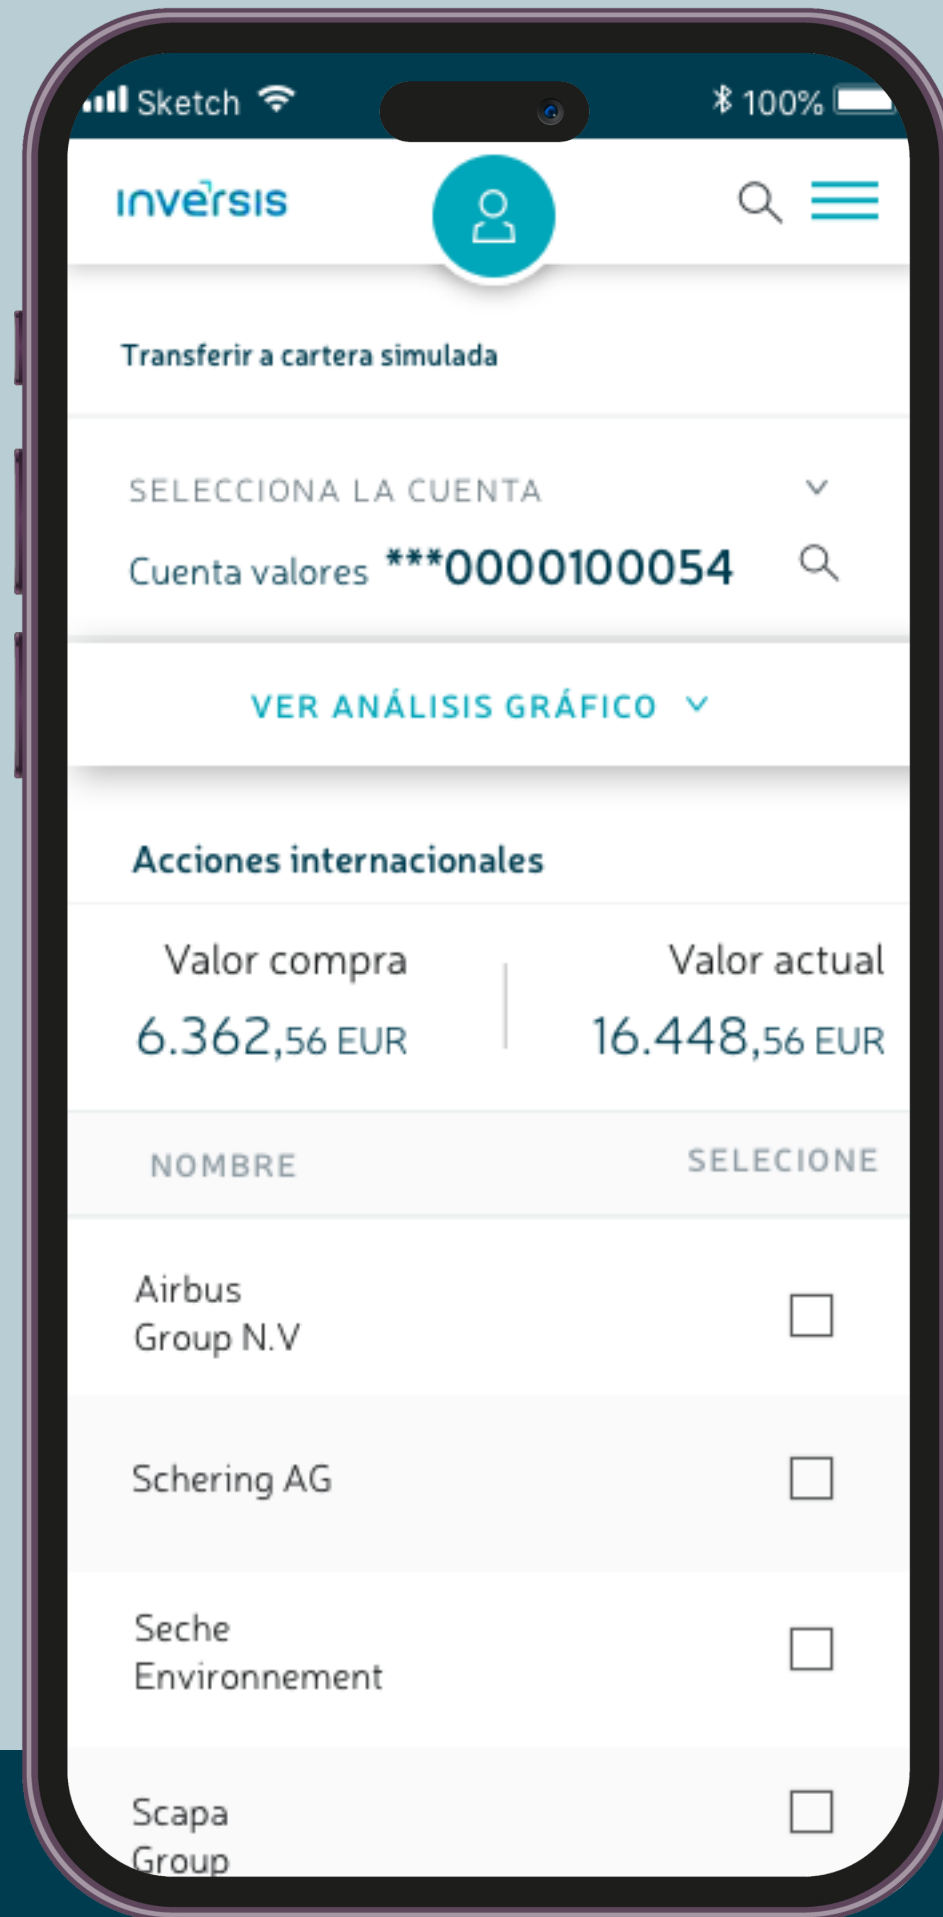 Sketch
100%
inversis
Transferir a cartera simulada
SELECCIONA LA CUENTA
Cuenta valores ***0000100054
VER ANÁLISIS GRÁFICO
Acciones internacionales
Valor compra Valor actual
6.362,56 EUR 16.448,56 EUR
NOMBRE SELECIONE
Airbus
Group N.V
Schering AG
Seche
Environnement
Scapa
Group